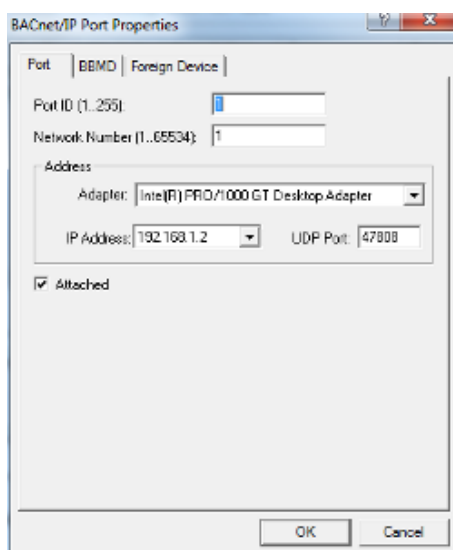 BACnet/IP Port Properties
Port BBMD Foreign Device
Port ID (1..255): 1
Network Number (1..65534): 1
Address
Adapter: Intel(R) PRO/1000 GT Desktop Adapter
IP Address: 192.168.1.2 UDP Port: 47808
Attached
OK Cancel